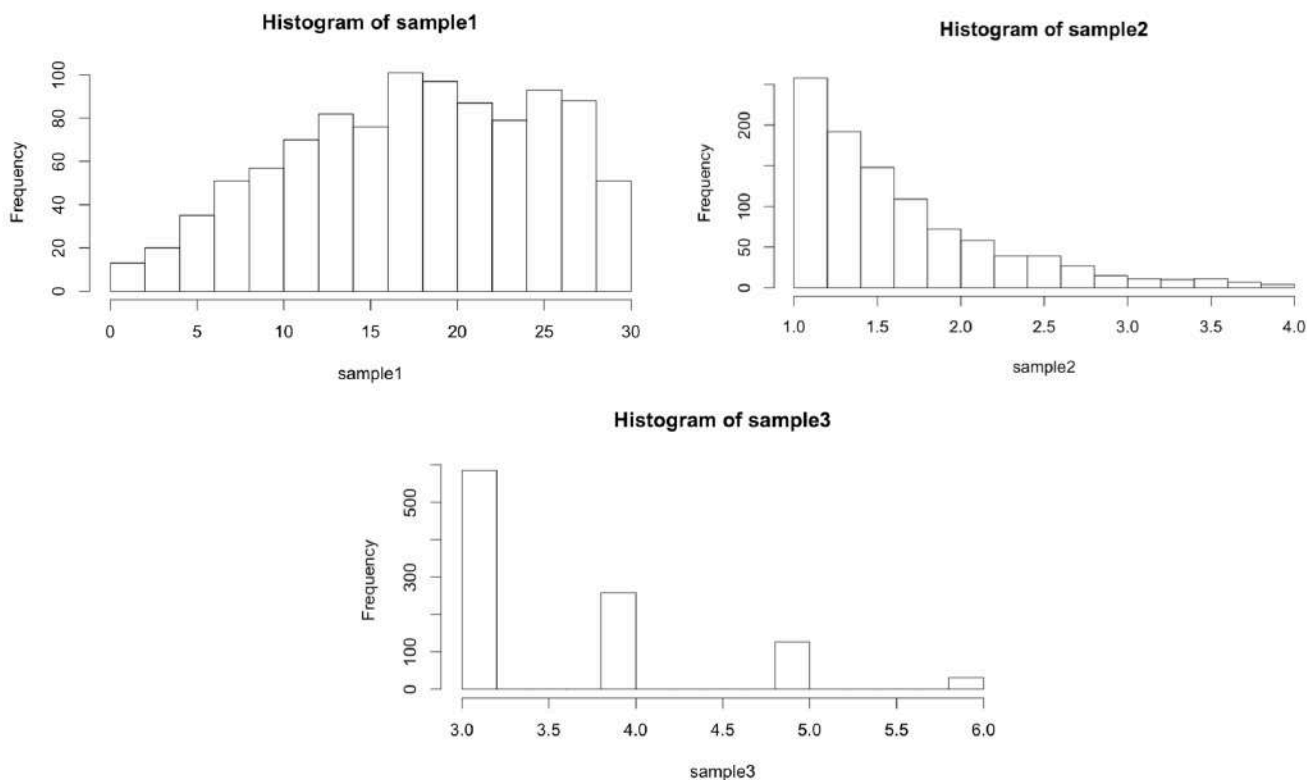 Histogram of sample1
Frequency
0 20 40 60 80 100
0 5 10 15 20 25 30
sample1
Histogram of sample2
Frequency
0 50 100 200
1.0 1.5 2.0 2.5 3.0 3.5 4.0
sample2
Histogram of sample3
Frequency
0 100 300 500
3.0 3.5 4.0 4.5 5.0 5.5 6.0
sample3